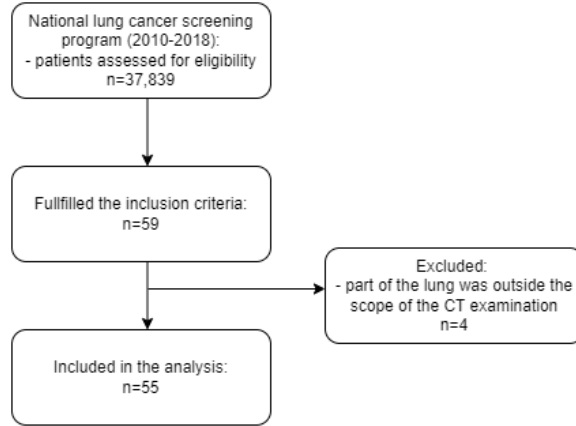 National lung cancer screening
program (2010-2018):
- patients assessed for eligibility
n=37,839
Fullfilled the inclusion criteria:
n=59
Excluded:
- part of the lung was outside the
scope of the CT examination
n=4
Included in the analysis:
n=55